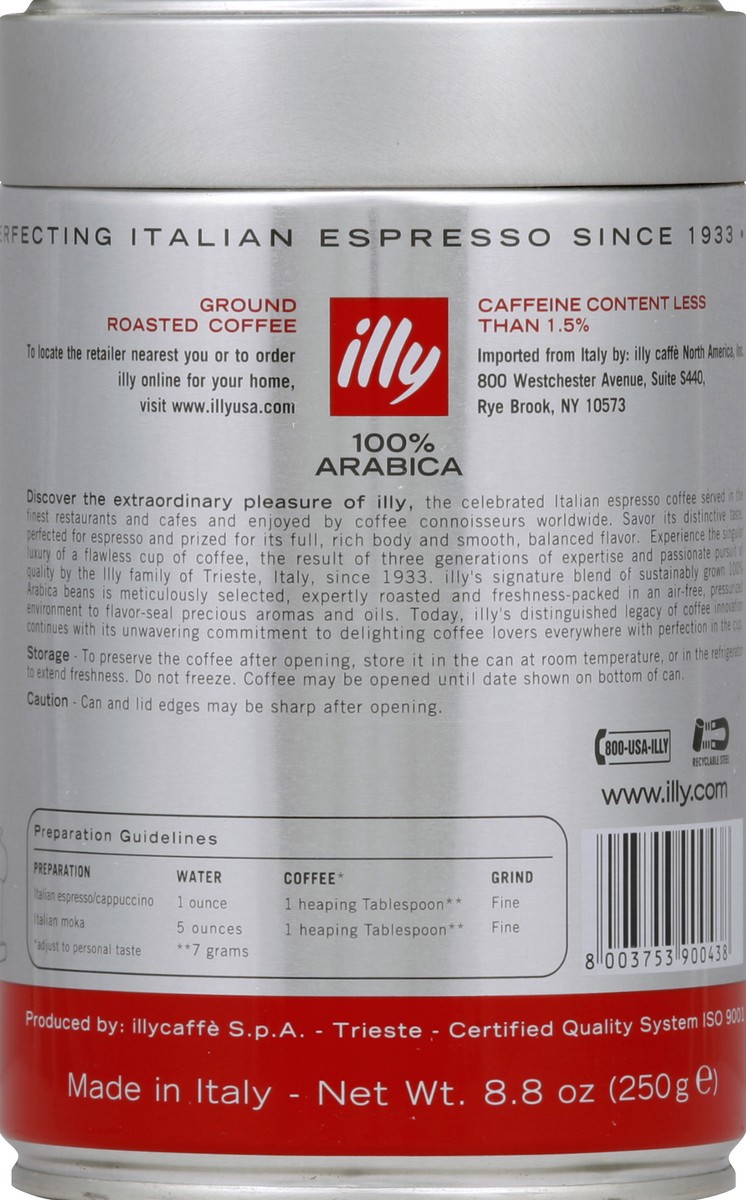 PERFECTING ITALIAN ESPRESSO SINCE 1933 •
GROUND
ROASTED COFFEE
To locate the retailer nearest you or to order
illy online for your home,
visit www.illyusa.com
illy
100%
ARABICA
CAFFEINE CONTENT LESS
THAN 1.5%
Imported from Italy by: illy caffè North America, Inc.
800 Westchester Avenue, Suite S440,
Rye Brook, NY 10573
Discover the extraordinary pleasure of illy, the celebrated Italian espresso coffee served in the
finest restaurants and cafes and enjoyed by coffee connoisseurs worldwide. Savor its distinctive taste,
perfected for espresso and prized for its full, rich body and smooth, balanced flavor. Experience the singular
luxury of a flawless cup of coffee, the result of three generations of expertise and passionate pursuit of
quality by the Illy family of Trieste, Italy, since 1933. illy's signature blend of sustainably grown 100%
Arabica beans is meticulously selected, expertly roasted and freshness-packed in an air-free, pressurized
environment to flavor-seal precious aromas and oils. Today, illy's distinguished legacy of coffee innovation
continues with its unwavering commitment to delighting coffee lovers everywhere with perfection in the cup.
Storage - To preserve the coffee after opening, store it in the can at room temperature, or in the refrigerator
to extend freshness. Do not freeze. Coffee may be opened until date shown on bottom of can.
Caution - Can and lid edges may be sharp after opening.
800-USA-ILLY
RECYCLABLE STEEL
www.illy.com
Preparation Guidelines
PREPARATION WATER COFFEE* GRIND
Italian espresso/cappuccino 1 ounce 1 heaping Tablespoon** Fine
Italian moka 5 ounces 1 heaping Tablespoon** Fine
*adjust to personal taste **7 grams
8 003753 900438
Produced by: illycaffè S.p.A. - Trieste - Certified Quality System ISO 9001
Made in Italy - Net Wt. 8.8 oz (250g e)